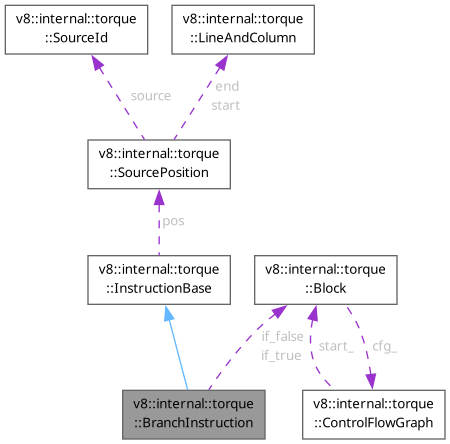 v8::internal::torque
::SourceId
v8::internal::torque
::LineAndColumn
source
end
start
v8::internal::torque
::SourcePosition
pos
v8::internal::torque
::InstructionBase
v8::internal::torque
::Block
if_false
if_true
start_
cfg_
v8::internal::torque
::BranchInstruction
v8::internal::torque
::ControlFlowGraph